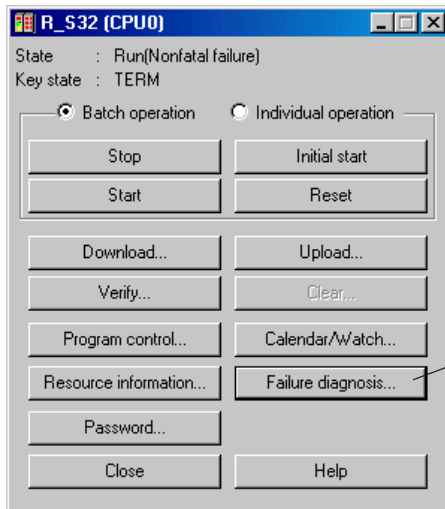 R_S32 (CPU0)
State : Run(Nonfatal failure)
Key state : TERM
Batch operation Individual operation
Stop Initial start
Start Reset
Download... Upload...
Verify... Clear...
Program control... Calendar/Watch...
Resource information... Failure diagnosis...
Password...
Close Help